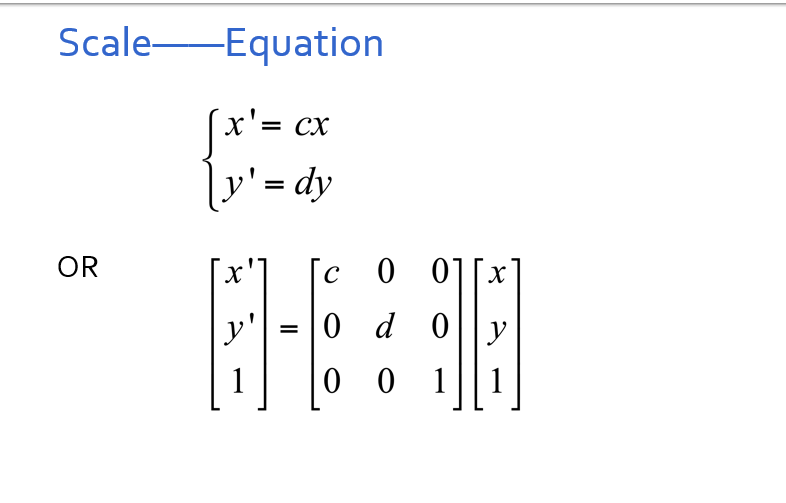 Scale——Equation
x' = cx
y' = dy
OR
[x'] = [c 0 0] [x]
[y'] = [0 d 0] [y]
[1] = [0 0 1] [1]